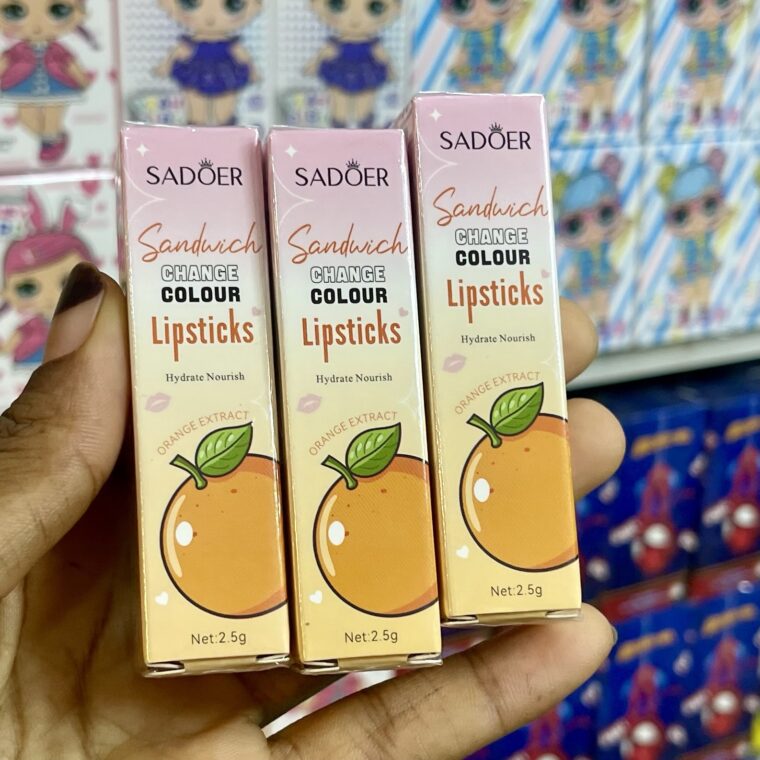 SADOER
Sandwich
CHANGE
COLOUR
Lipsticks
Hydrate Nourish
ORANGE EXTRACT
Net:2.5g
SADOER
Sandwich
CHANGE
COLOUR
Lipsticks
Hydrate Nourish
ORANGE EXTRACT
Net:2.5g
SADOER
Sandwich
CHANGE
COLOUR
Lipsticks
Hydrate Nourish
ORANGE EXTRACT
Net:2.5g